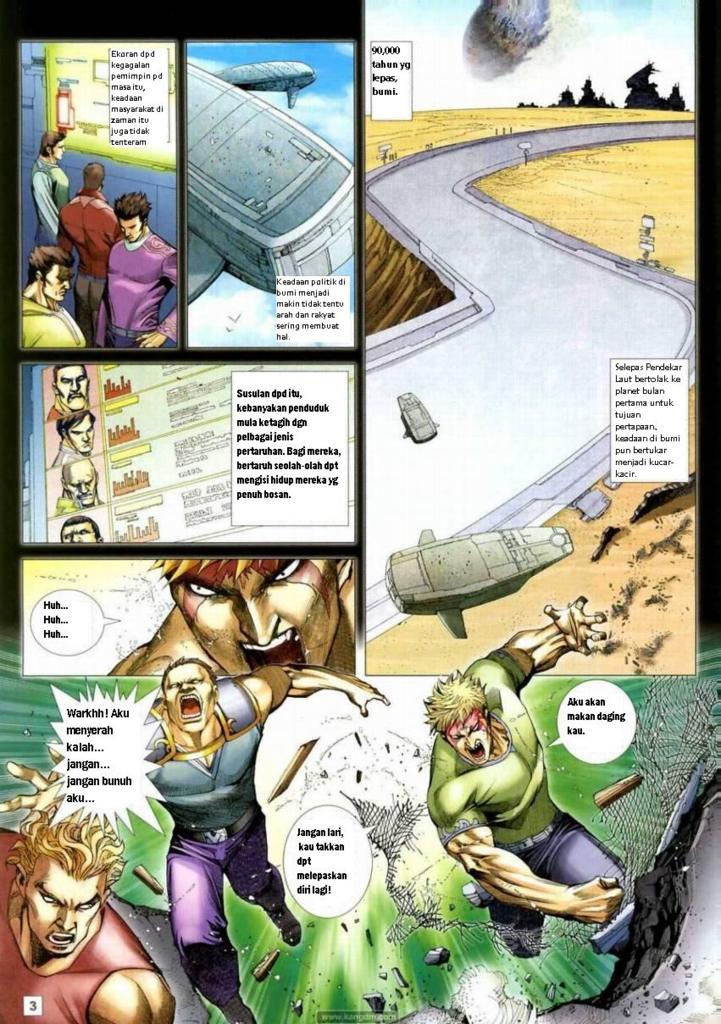 90,000
tahun yg
lepas,
bumi.
Selepas Pendekar
Laut bertolak ke
planet bulan
pertama untuk
tujuan
pertapaan,
keadaan di bumi
pun bertukar
menjadi kucar-
kacir.
Keadaan politik di
bumi menjadi
makin tidak tentu
arah dan rakyat
sering membuat
hal.
Ekoran dpd
kegagalan
pemimpin pd
masa itu,
keadaan
masyarakat di
zaman itu
juga tidak
tenteram
Susulan dpd itu,
kebanyakan penduduk
mula ketagih dgn
pelbagai jenis
pertaruhan. Bagi mereka,
bertaruh seolah-olah dpt
mengisi hidup mereka yg
penuh bosan.
Huh...
Huh...
Huh...
Aku akan
makan daging
kau.
Jangan lari,
kau takkan
dpt
melepaskan
diri lagi!
Warkhh! Aku
menyerah
kalah...
jangan...
jangan bunuh
aku...
3
www.kangdm.com